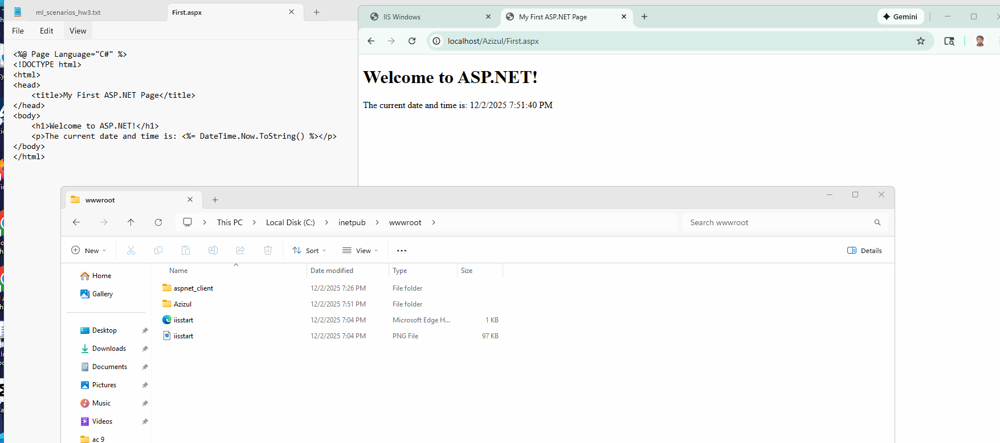 ml_scenarios_hw3.txt
First.aspx
File Edit View
<%@ Page Language="C#" %>
<!DOCTYPE html>
<html>
<head>
    <title>My First ASP.NET Page</title>
</head>
<body>
    <h1>Welcome to ASP.NET!</h1>
    <p>The current date and time is: <%= DateTime.Now.ToString() %></p>
</body>
</html>
IIS Windows
My First ASP.NET Page
Gemini
localhost/Azizul/First.aspx
Welcome to ASP.NET!
The current date and time is: 12/2/2025 7:51:40 PM
wwwroot
This PC > Local Disk (C:) > inetpub > wwwroot >
Search wwwroot
New Sort View ... Details
Name Date modified Type Size
aspnet_client 12/2/2025 7:26 PM File folder
Azizul 12/2/2025 7:51 PM File folder
iisstart 12/2/2025 7:04 PM Microsoft Edge H... 1 KB
iisstart 12/2/2025 7:04 PM PNG File 97 KB
Home
Gallery
Desktop
Downloads
Documents
Pictures
Music
Videos
ac 9